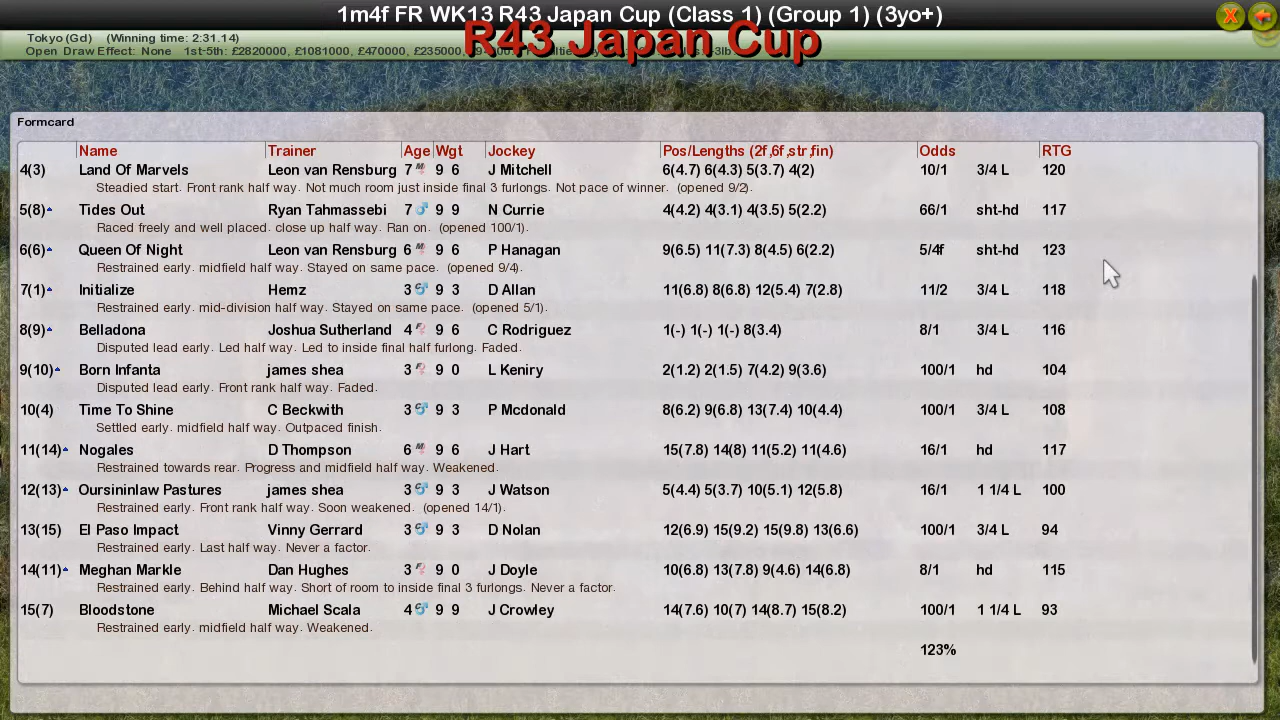 1m4f FR WK13 R43 Japan Cup (Class 1) (Group 1) (3yo+)
Tokyo (Gd) (Winning time: 2:31.14)
R43 Japan Cup
Open Draw Effect: None 1st-5th: £2820000, £1081000, £470000, £235000,
Formcard
Name Trainer Age Wgt Jockey Pos/Lengths (2f,6f,str,fin) Odds RTG
4(3) Land Of Marvels Leon van Rensburg 7 9 6 J Mitchell 6(4.7) 6(4.3) 5(3.7) 4(2) 10/1 3/4 L 120
Steadied start. Front rank half way. Not much room just inside final 3 furlongs. Not pace of winner. (opened 9/2).
5(8) Tides Out Ryan Tahmassebi 7 9 9 N Currie 4(4.2) 4(3.1) 4(3.5) 5(2.2) 66/1 sht-hd 117
Raced freely and well placed. close up half way. Ran on. (opened 100/1).
6(6) Queen Of Night Leon van Rensburg 6 9 6 P Hanagan 9(6.5) 11(7.3) 8(4.5) 6(2.2) 5/4f sht-hd 123
Restrained early. midfield half way. Stayed on same pace. (opened 9/4).
7(1) Initialize Hemz 3 9 3 D Allan 11(6.8) 8(6.8) 12(5.4) 7(2.8) 11/2 3/4 L 118
Restrained early. mid-division half way. Stayed on same pace. (opened 5/1).
8(9) Belladona Joshua Sutherland 4 9 6 C Rodriguez 1(-) 1(-) 1(-) 8(3.4) 8/1 3/4 L 116
Disputed lead early. Led half way. Led to inside final half furlong. Faded.
9(10) Born Infanta james shea 3 9 0 L Keniry 2(1.2) 2(1.5) 7(4.2) 9(3.6) 100/1 hd 104
Disputed lead early. Front rank half way. Faded.
10(4) Time To Shine C Beckwith 3 9 3 P Mcdonald 8(6.2) 9(6.8) 13(7.4) 10(4.4) 100/1 3/4 L 108
Settled early. midfield half way. Outpaced finish.
11(14) Nogales D Thompson 6 9 6 J Hart 15(7.8) 14(8) 11(5.2) 11(4.6) 16/1 hd 117
Restrained towards rear. Progress and midfield half way. Weakened.
12(13) Oursininlaw Pastures james shea 3 9 3 J Watson 5(4.4) 5(3.7) 10(5.1) 12(5.8) 16/1 1 1/4 L 100
Restrained early. Front rank half way. Soon weakened. (opened 14/1).
13(15) El Paso Impact Vinny Gerrard 3 9 3 D Nolan 12(6.9) 15(9.2) 15(9.8) 13(6.6) 100/1 3/4 L 94
Restrained early. Last half way. Never a factor.
14(11) Meghan Markle Dan Hughes 3 9 0 J Doyle 10(6.8) 13(7.8) 9(4.6) 14(6.8) 8/1 hd 115
Restrained early. Behind half way. Short of room to inside final 3 furlongs. Never a factor.
15(7) Bloodstone Michael Scala 4 9 9 J Crowley 14(7.6) 10(7) 14(8.7) 15(8.2) 100/1 1 1/4 L 93
Restrained early. midfield half way. Weakened.
123%